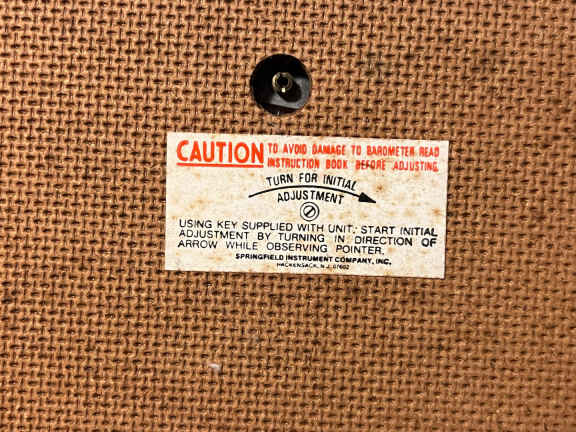 CAUTION TO AVOID DAMAGE TO BAROMETER READ
INSTRUCTION BOOK BEFORE ADJUSTING
TURN FOR INITIAL
ADJUSTMENT
USING KEY SUPPLIED WITH UNIT, START INITIAL
ADJUSTMENT BY TURNING IN DIRECTION OF
ARROW WHILE OBSERVING POINTER.
SPRINGFIELD INSTRUMENT COMPANY, INC.
HACKENSACK, N.J. 07602